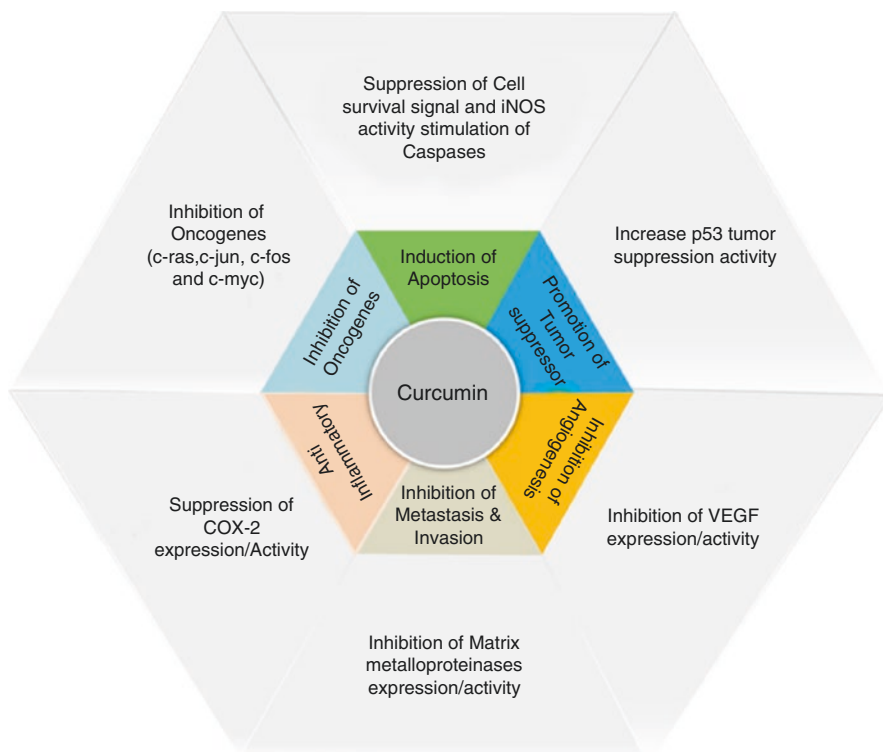 Suppression of Cell
survival signal and iNOS
activity stimulation of
Caspases
Inhibition of
Oncogenes
(c-ras,c-jun, c-fos
and c-myc)
Increase p53 tumor
suppression activity
Induction of
Apoptosis
Inhibition of
Oncogenes
Promotion of
Tumor
suppressor
Curcumin
Anti
Inflammatory
Inhibition of
Angiogenesis
Inhibition of
Metastasis &
Invasion
Suppression of
COX-2
expression/Activity
Inhibition of VEGF
expression/activity
Inhibition of Matrix
metalloproteinases
expression/activity